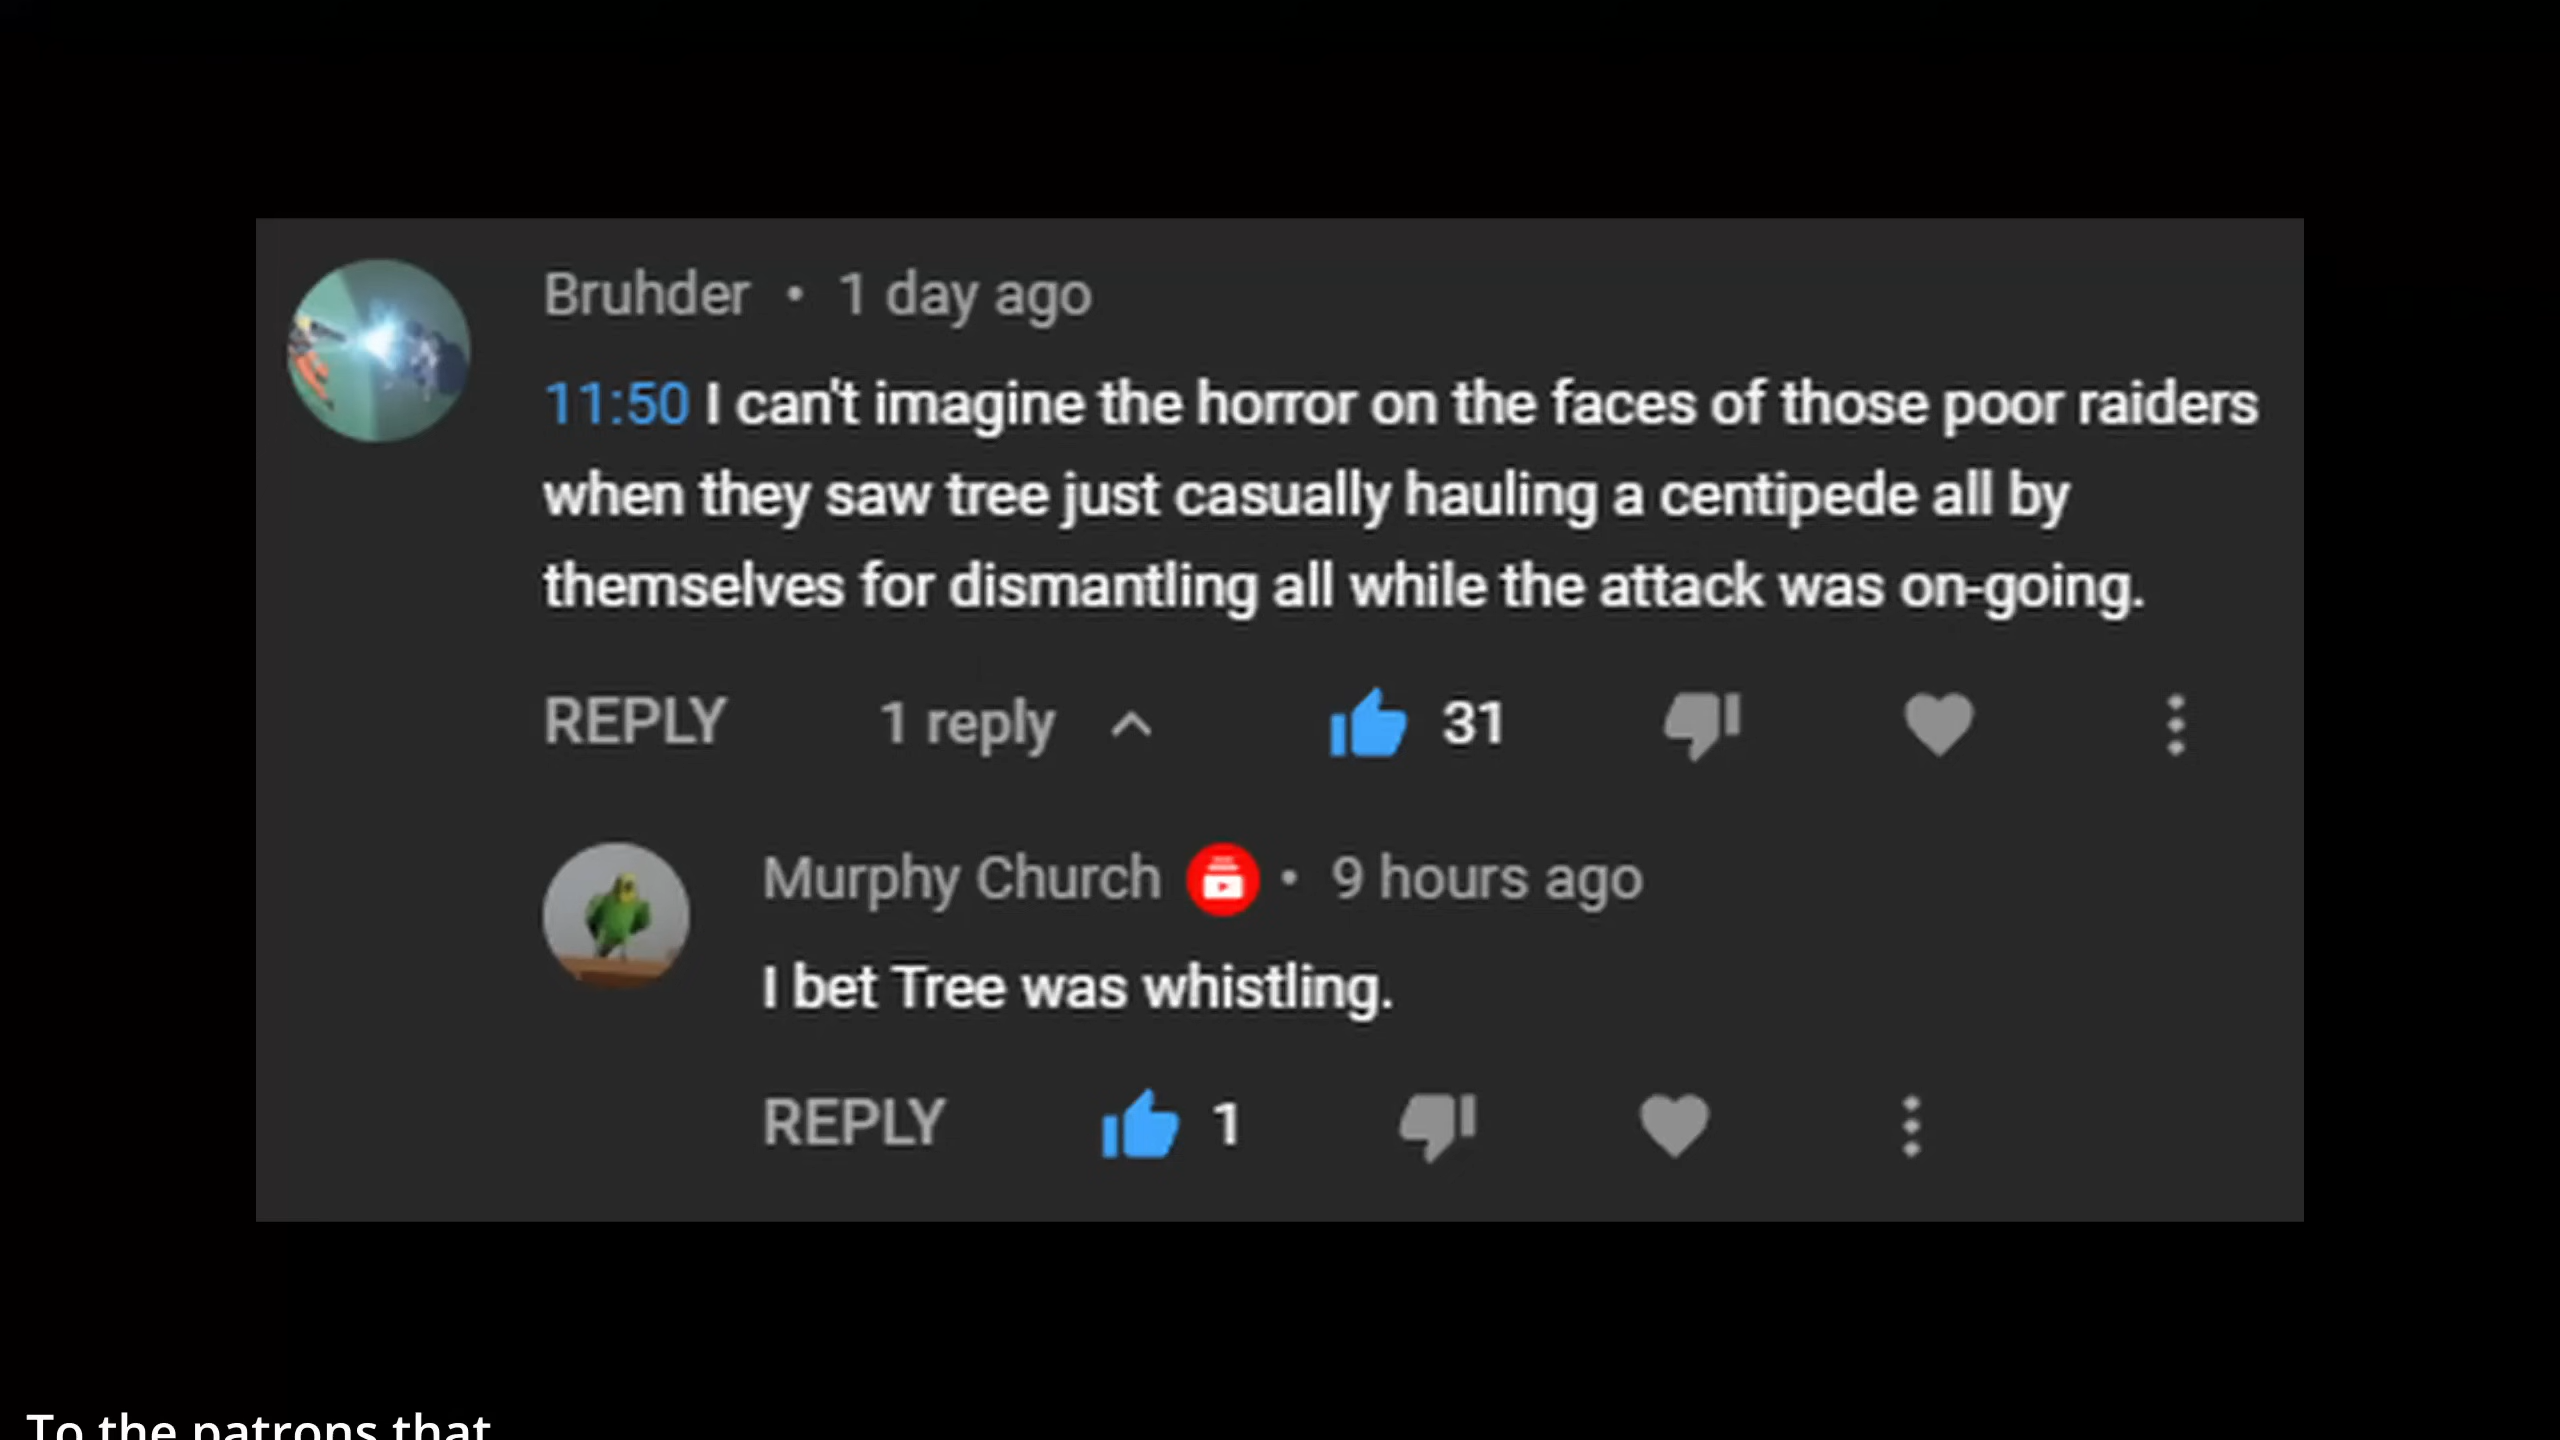 Bruhder • 1 day ago
11:50 I can't imagine the horror on the faces of those poor raiders
when they saw tree just casually hauling a centipede all by
themselves for dismantling all while the attack was on-going.
REPLY 1 reply 31
Murphy Church • 9 hours ago
I bet Tree was whistling.
REPLY 1
To the patrons that